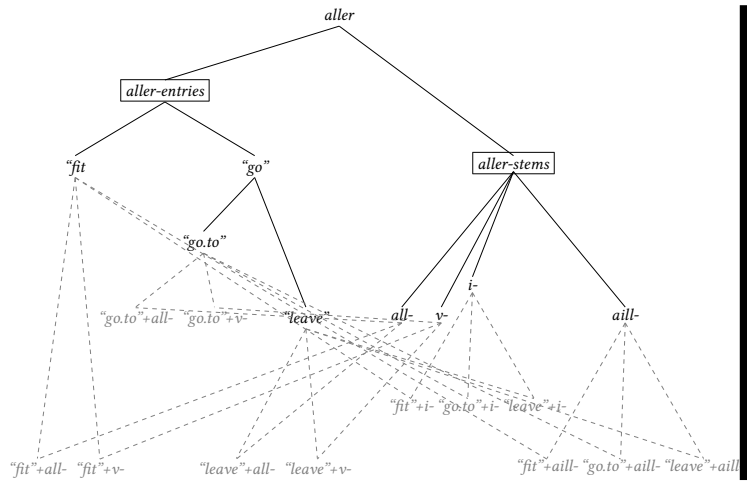 aller
aller-entries
“fit
“go”
aller-stems
“go.to”
i-
“go.to”+all- “go.to”+v-
“leave”
all-
v-
aill-
“fit”+i- “go.to”+i- “leave”+i-
“fit”+all- “fit”+v-
“leave”+all- “leave”+v-
“fit”+aill- “go.to”+aill- “leave”+aill